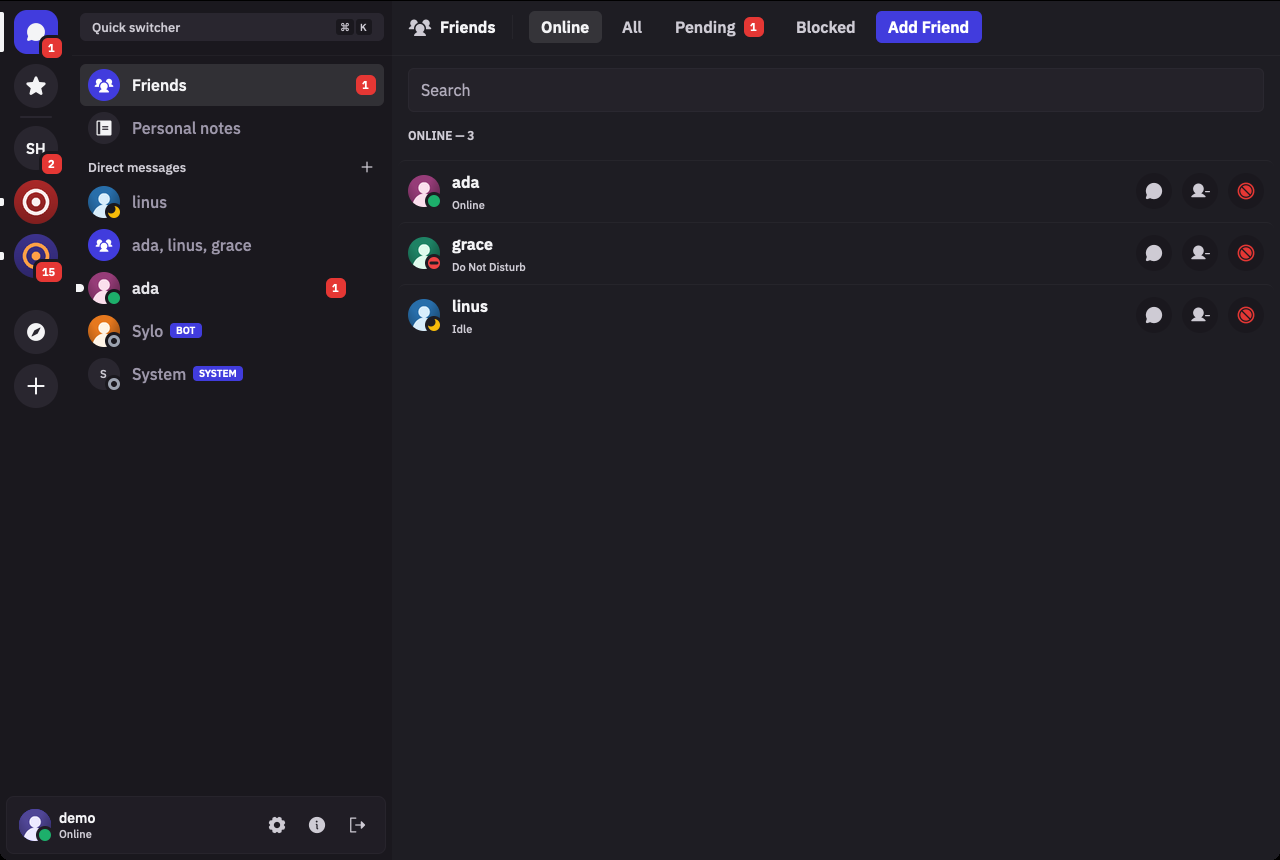 1
SH
2
15
Quick switcher
⌘ K
Friends
1
Personal notes
Direct messages
linus
ada, linus, grace
ada
1
Sylo BOT
S
System SYSTEM
demo
Online
Friends
Online
All
Pending 1
Blocked
Add Friend
Search
ONLINE — 3
ada
Online
grace
Do Not Disturb
linus
Idle